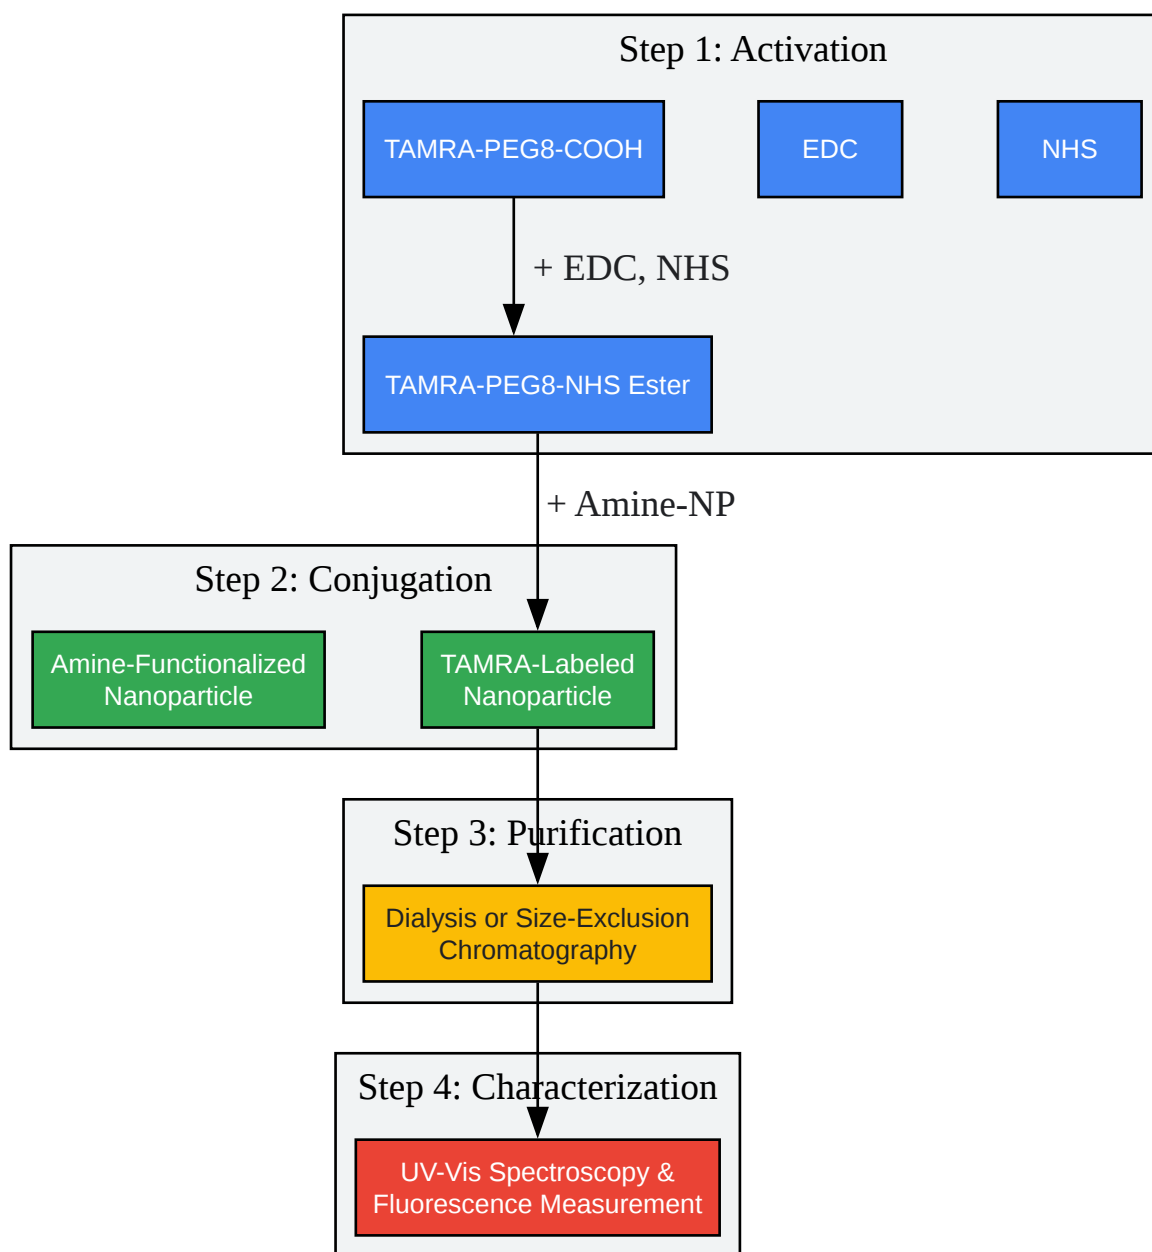 Step 1: Activation
TAMRA-PEG8-COOH
EDC
NHS
+ EDC, NHS
TAMRA-PEG8-NHS Ester
+ Amine-NP
Step 2: Conjugation
Amine-Functionalized
Nanoparticle
TAMRA-Labeled
Nanoparticle
Step 3: Purification
Dialysis or Size-Exclusion
Chromatography
Step 4: Characterization
UV-Vis Spectroscopy &
Fluorescence Measurement